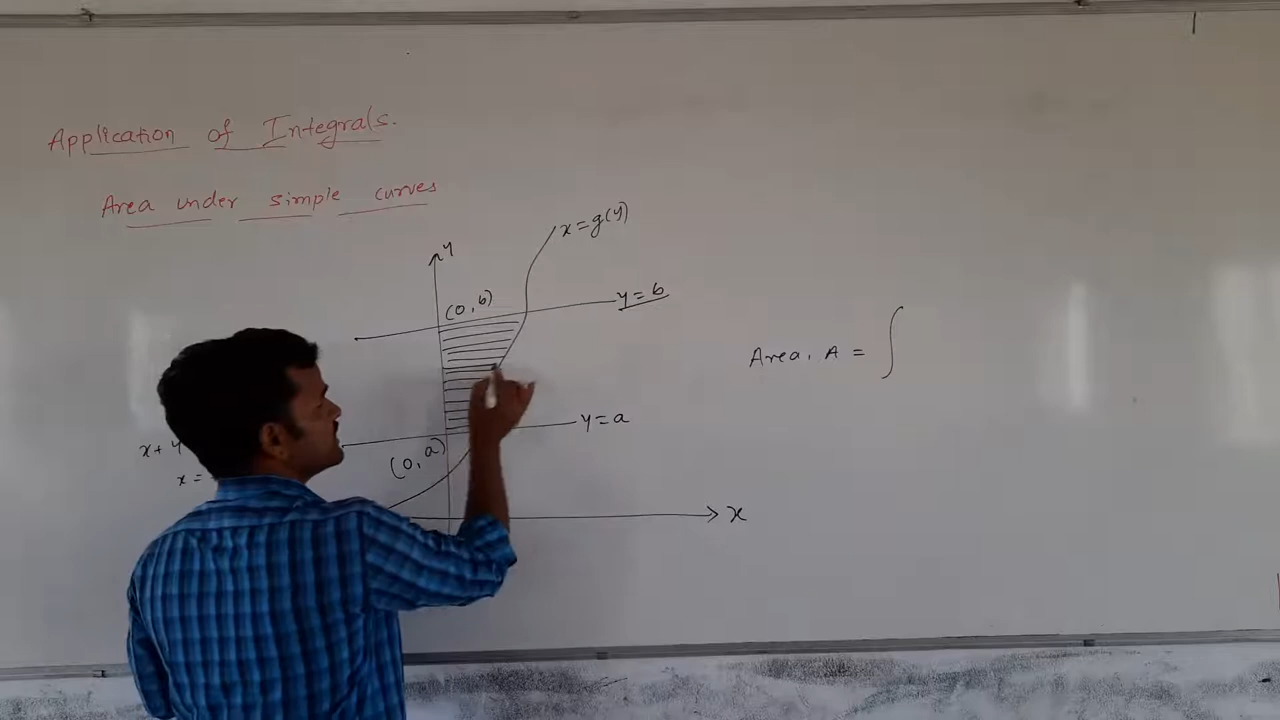 Application of Integrals.
Area under simple curves
y
x = g(y)
(0, b)
y = b
Area, A = ∫
y = a
x + y
(0, a)
x =
x